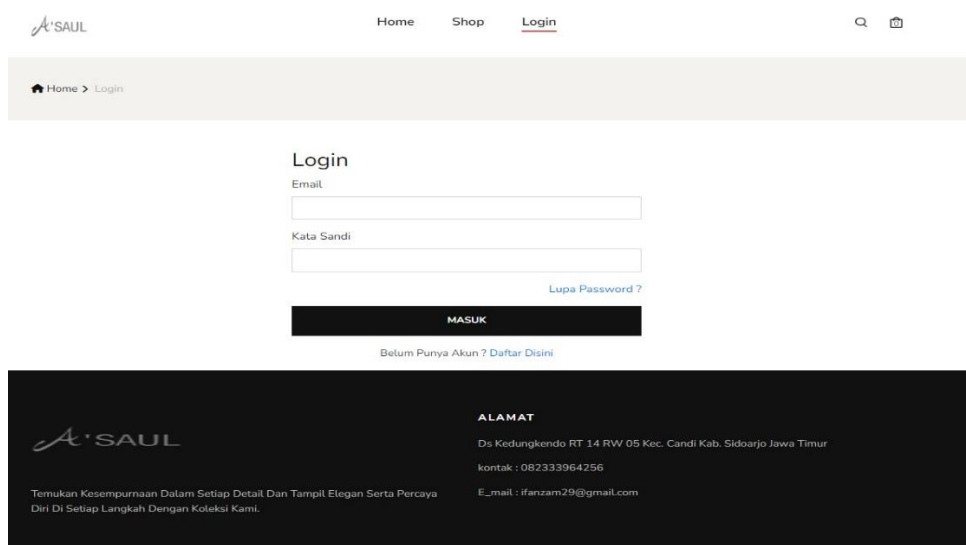 A'SAUL
Home Shop Login
0
Home > Login
Login
Email
Kata Sandi
Lupa Password ?
MASUK
Belum Punya Akun ? Daftar Disini
A'SAUL
Temukan Kesempurnaan Dalam Setiap Detail Dan Tampil Elegan Serta Percaya
Diri Di Setiap Langkah Dengan Koleksi Kami.
ALAMAT
Ds Kedungkendo RT 14 RW 05 Kec. Candi Kab. Sidoarjo Jawa Timur
kontak : 082333964256
E_mail : ifanzam29@gmail.com